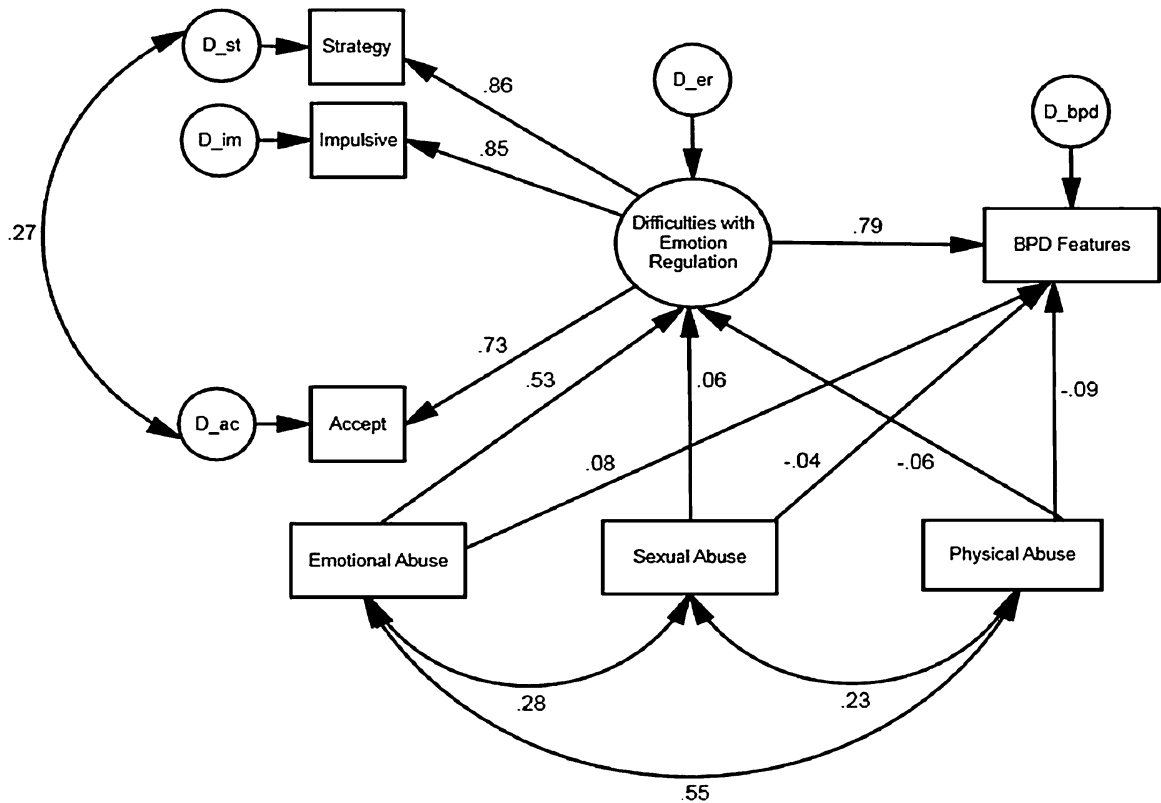 D_st
Strategy
.86
D_er
D_bpd
D_im
Impulsive
.85
Difficulties with
Emotion
Regulation
.79
BPD Features
.27
.73
.53
.06
-.09
D_ac
Accept
.08
-.04
-.06
Emotional Abuse
Sexual Abuse
Physical Abuse
.28
.23
.55